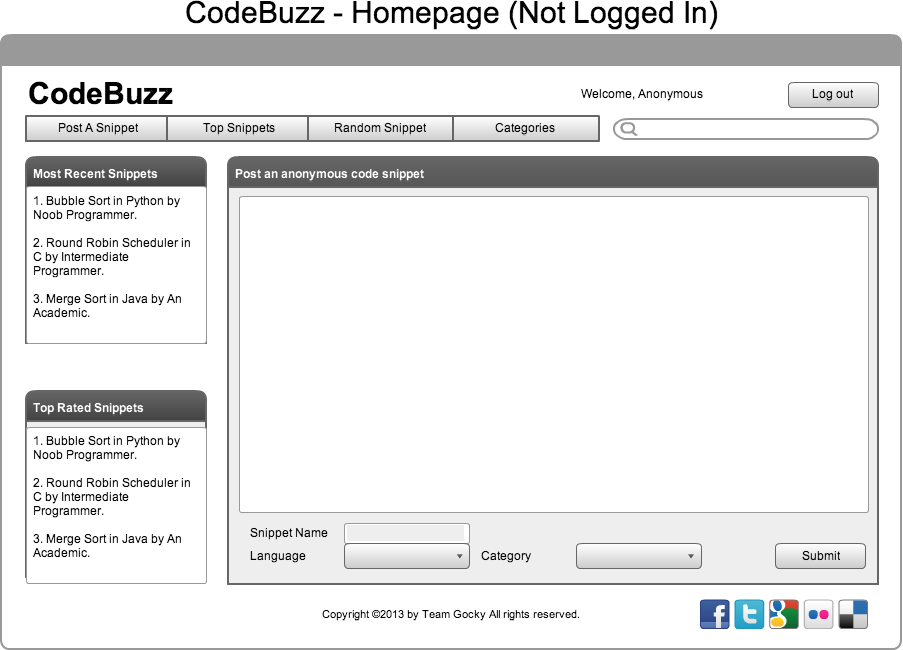 CodeBuzz - Homepage (Not Logged In)
CodeBuzz
Welcome, Anonymous
Log out
Post A Snippet
Top Snippets
Random Snippet
Categories
Most Recent Snippets
1. Bubble Sort in Python by
Noob Programmer.
2. Round Robin Scheduler in
C by Intermediate
Programmer.
3. Merge Sort in Java by An
Academic.
Top Rated Snippets
1. Bubble Sort in Python by
Noob Programmer.
2. Round Robin Scheduler in
C by Intermediate
Programmer.
3. Merge Sort in Java by An
Academic.
Post an anonymous code snippet
Snippet Name
Language
Category
Submit
Copyright ©2013 by Team Gocky All rights reserved.
f
t
g